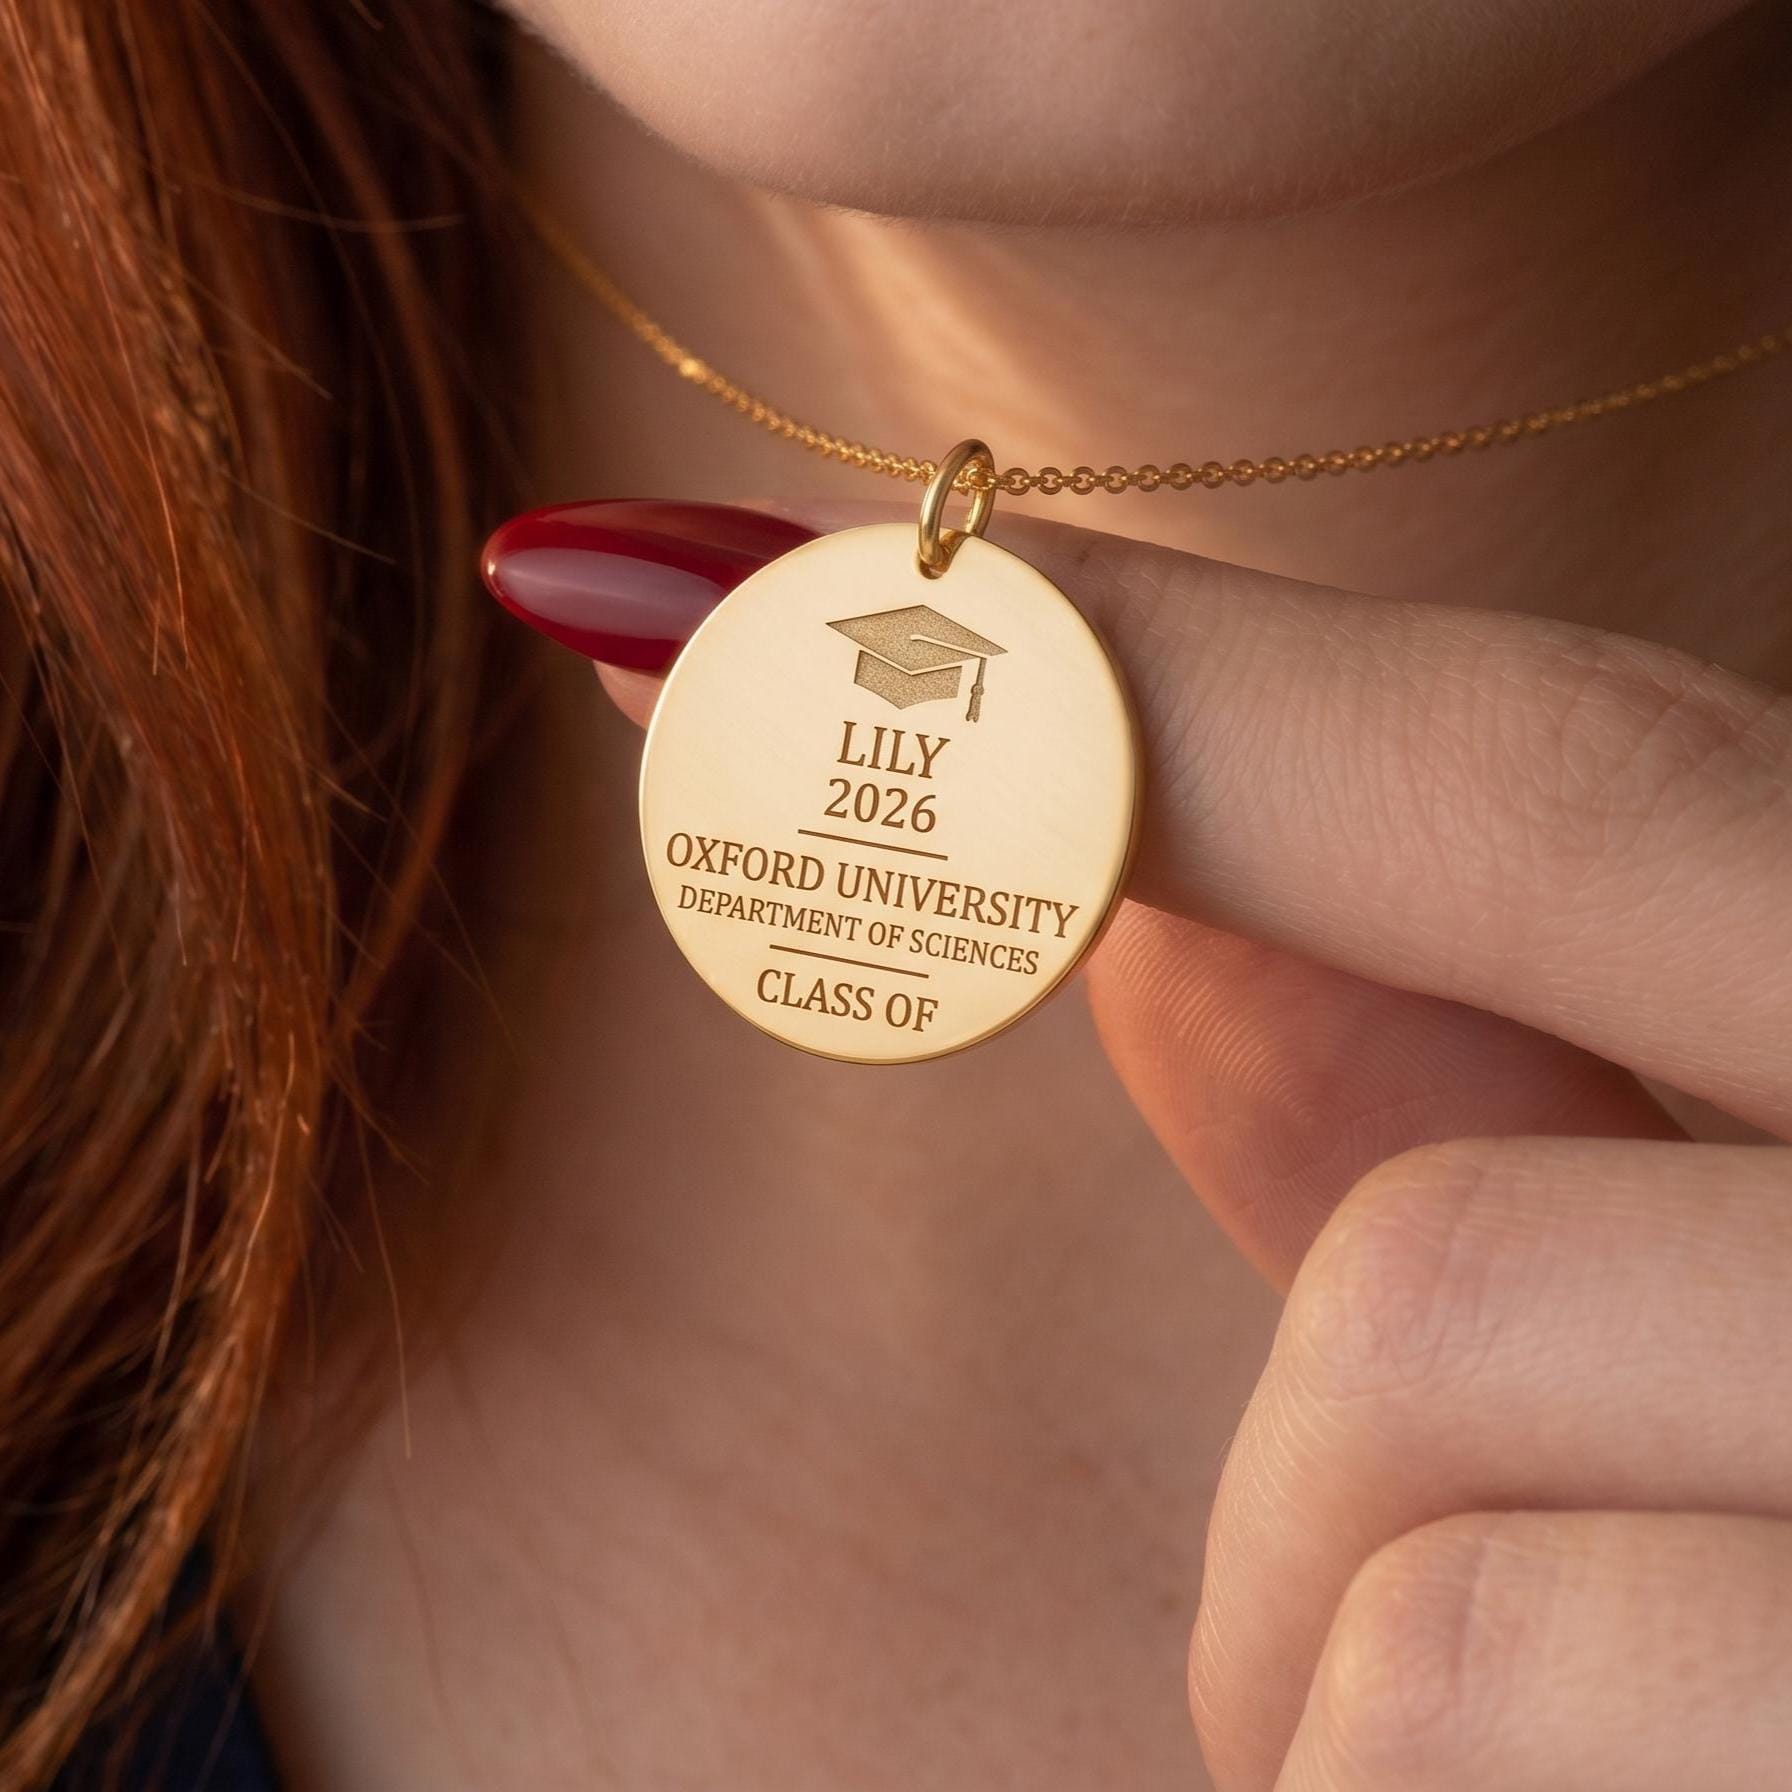 LILY
2026
OXFORD UNIVERSITY
DEPARTMENT OF SCIENCES
CLASS OF